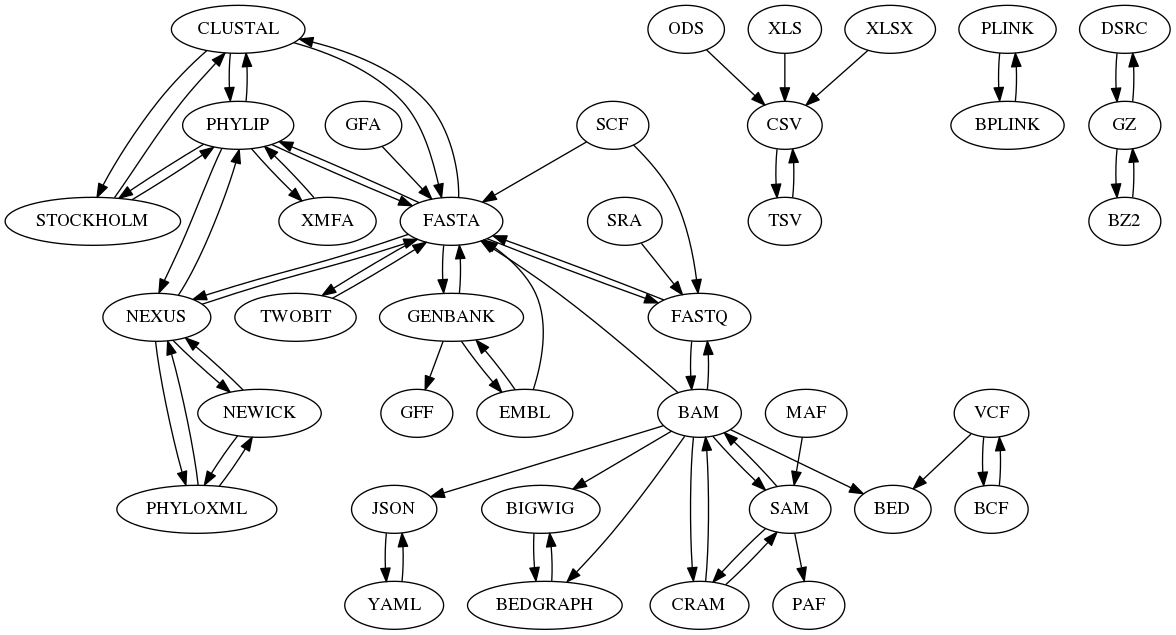 CLUSTAL
ODS
XLS
XLSX
PLINK
DSRC
PHYLIP
GFA
SCF
CSV
BPLINK
GZ
STOCKHOLM
XMFA
FASTA
SRA
TSV
BZ2
NEXUS
TWOBIT
GENBANK
FASTQ
NEWICK
GFF
EMBL
BAM
MAF
VCF
PHYLOXML
JSON
BIGWIG
SAM
BED
BCF
YAML
BEDGRAPH
CRAM
PAF